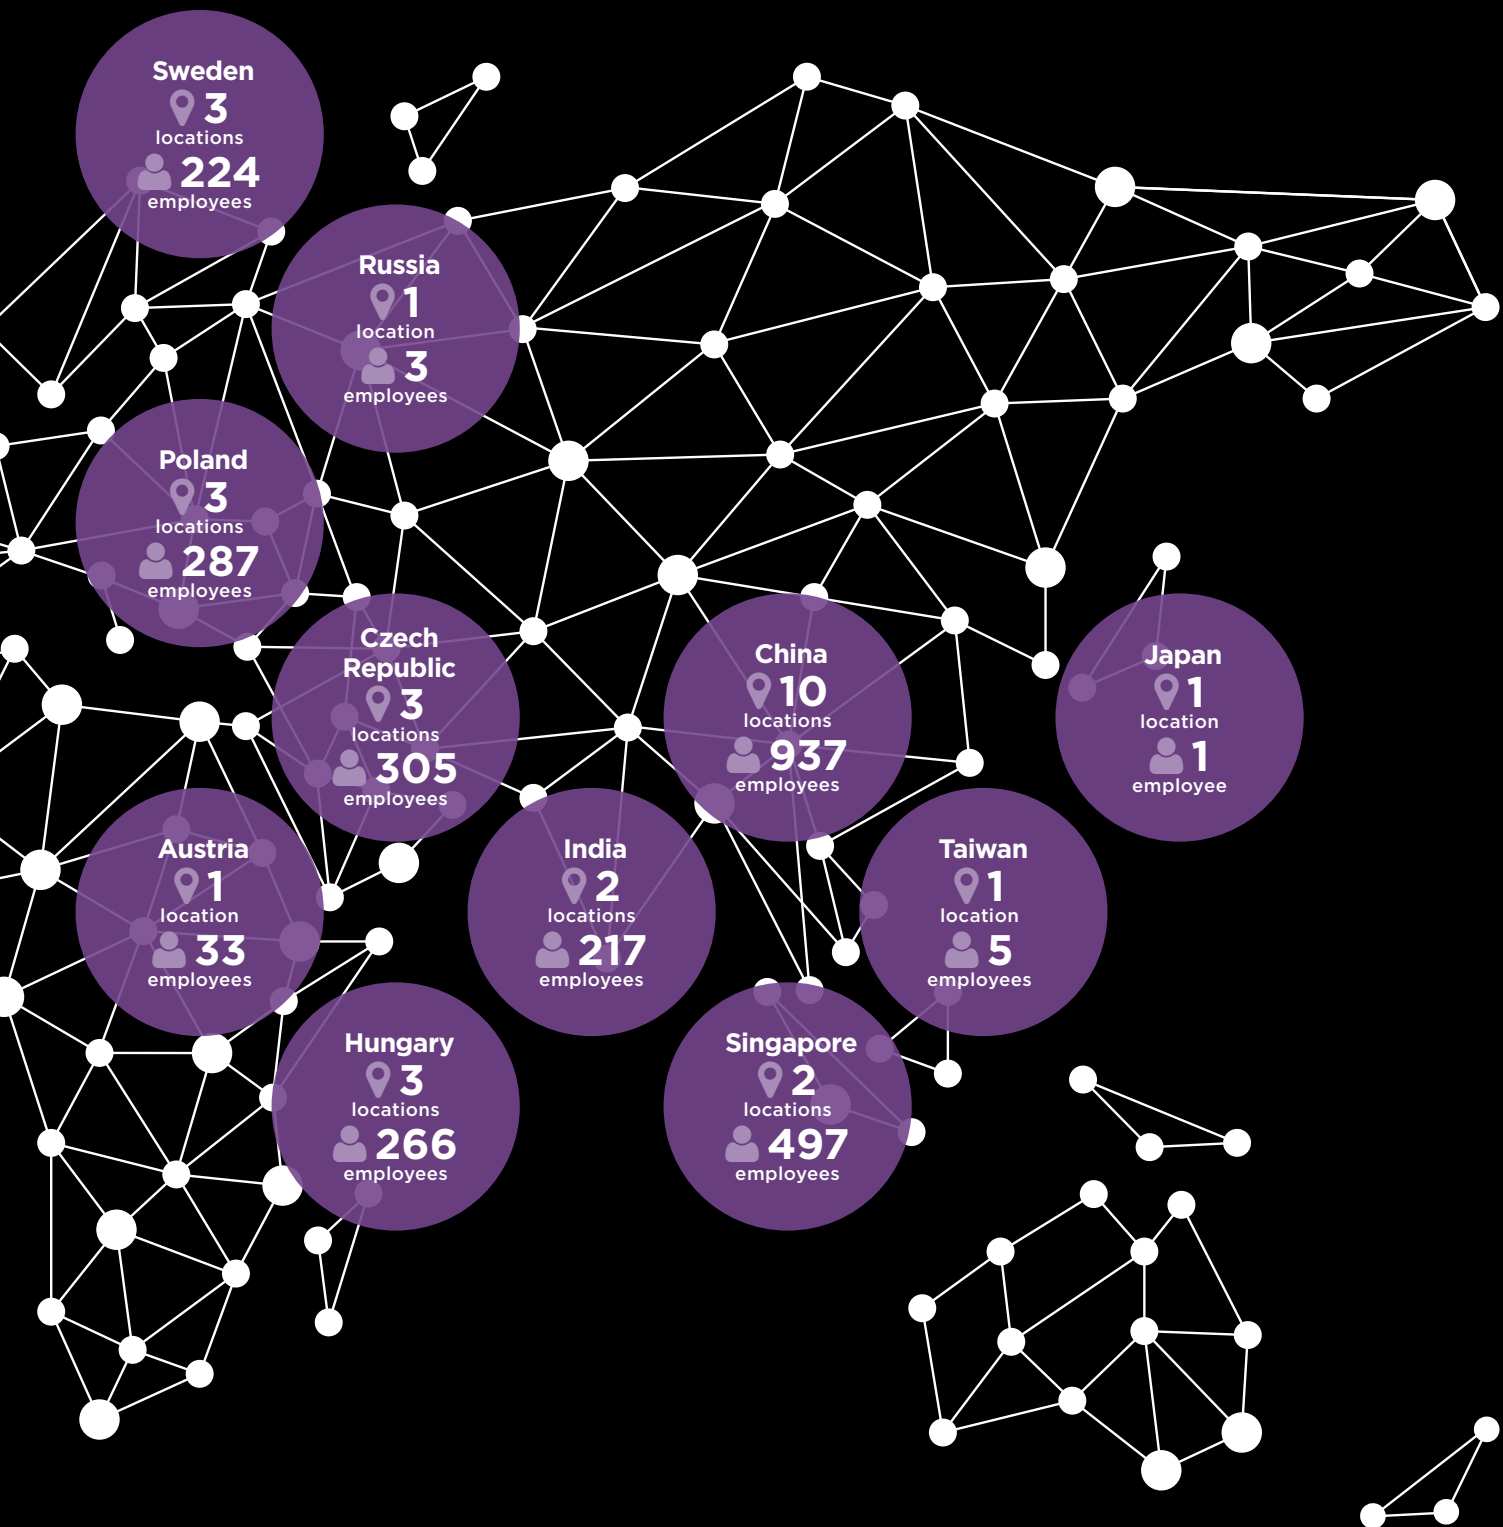 Sweden
3
locations
224
employees
Russia
1
location
3
employees
Poland
3
locations
287
employees
Czech
Republic
3
locations
305
employees
China
10
locations
937
employees
Japan
1
location
1
employee
Austria
1
location
33
employees
India
2
locations
217
employees
Taiwan
1
location
5
employees
Hungary
3
locations
266
employees
Singapore
2
locations
497
employees